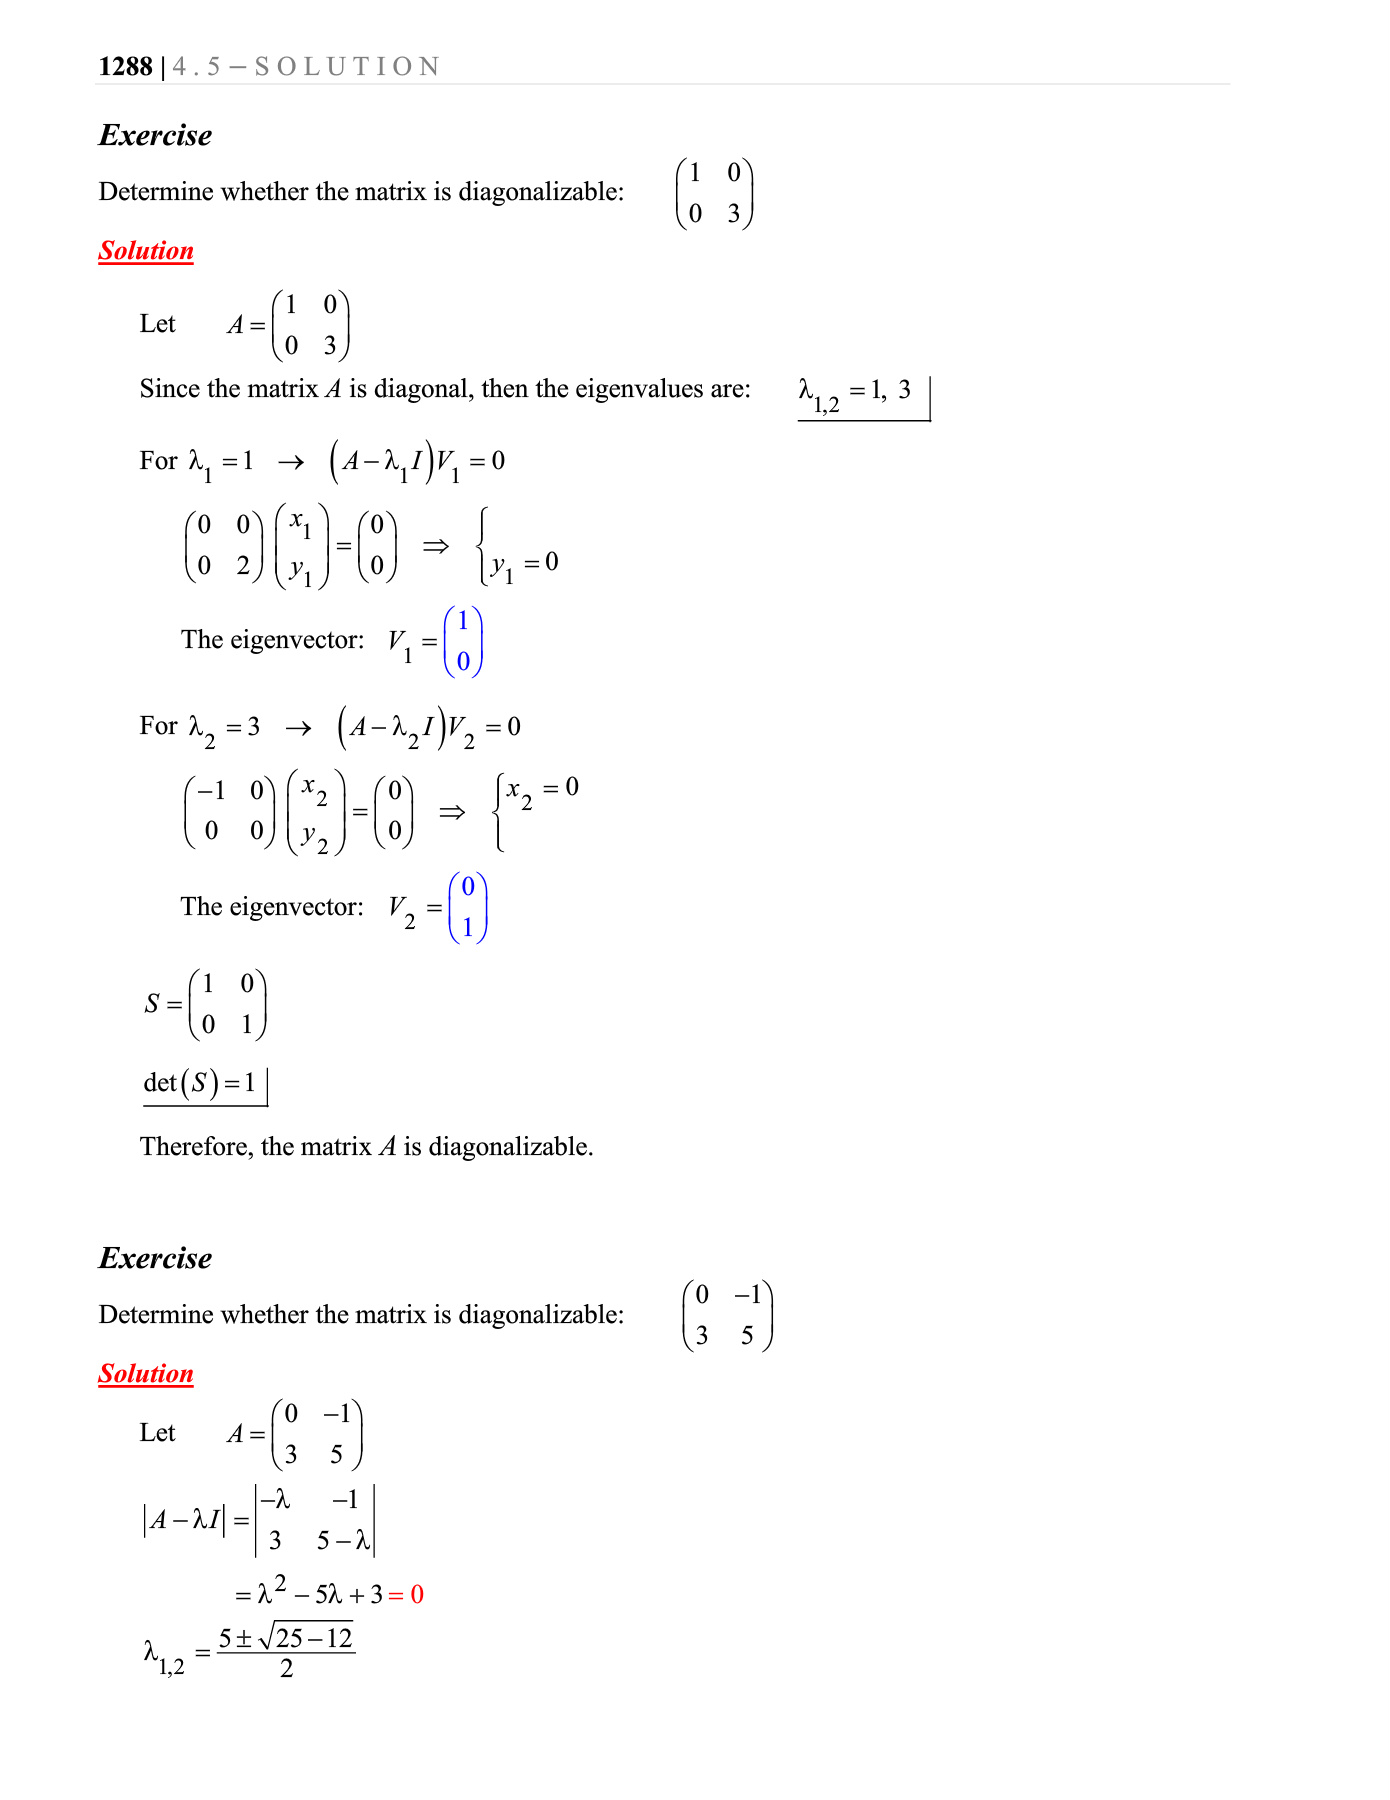 1288 | 4.5 – SOLUTION
Exercise
Determine whether the matrix is diagonalizable: $\begin{pmatrix} 1 & 0 \\ 0 & 3 \end{pmatrix}$
Solution
Let $A = \begin{pmatrix} 1 & 0 \\ 0 & 3 \end{pmatrix}$
Since the matrix A is diagonal, then the eigenvalues are: $\lambda_{1,2} = 1, 3$
For $\lambda_1 = 1 \rightarrow (A - \lambda_1 I) V_1 = 0$
$\begin{pmatrix} 0 & 0 \\ 0 & 2 \end{pmatrix} \begin{pmatrix} x_1 \\ y_1 \end{pmatrix} = \begin{pmatrix} 0 \\ 0 \end{pmatrix} \Rightarrow \begin{cases} \\ y_1 = 0 \end{cases}$
The eigenvector: $V_1 = \begin{pmatrix} 1 \\ 0 \end{pmatrix}$
For $\lambda_2 = 3 \rightarrow (A - \lambda_2 I) V_2 = 0$
$\begin{pmatrix} -1 & 0 \\ 0 & 0 \end{pmatrix} \begin{pmatrix} x_2 \\ y_2 \end{pmatrix} = \begin{pmatrix} 0 \\ 0 \end{pmatrix} \Rightarrow \begin{cases} x_2 = 0 \\ \\ \end{cases}$
The eigenvector: $V_2 = \begin{pmatrix} 0 \\ 1 \end{pmatrix}$
$S = \begin{pmatrix} 1 & 0 \\ 0 & 1 \end{pmatrix}$
$\det(S) = 1$
Therefore, the matrix A is diagonalizable.
Exercise
Determine whether the matrix is diagonalizable: $\begin{pmatrix} 0 & -1 \\ 3 & 5 \end{pmatrix}$
Solution
Let $A = \begin{pmatrix} 0 & -1 \\ 3 & 5 \end{pmatrix}$
$|A - \lambda I| = \begin{vmatrix} -\lambda & -1 \\ 3 & 5 - \lambda \end{vmatrix}$
$= \lambda^2 - 5\lambda + 3 = 0$
$\lambda_{1,2} = \frac{5 \pm \sqrt{25 - 12}}{2}$